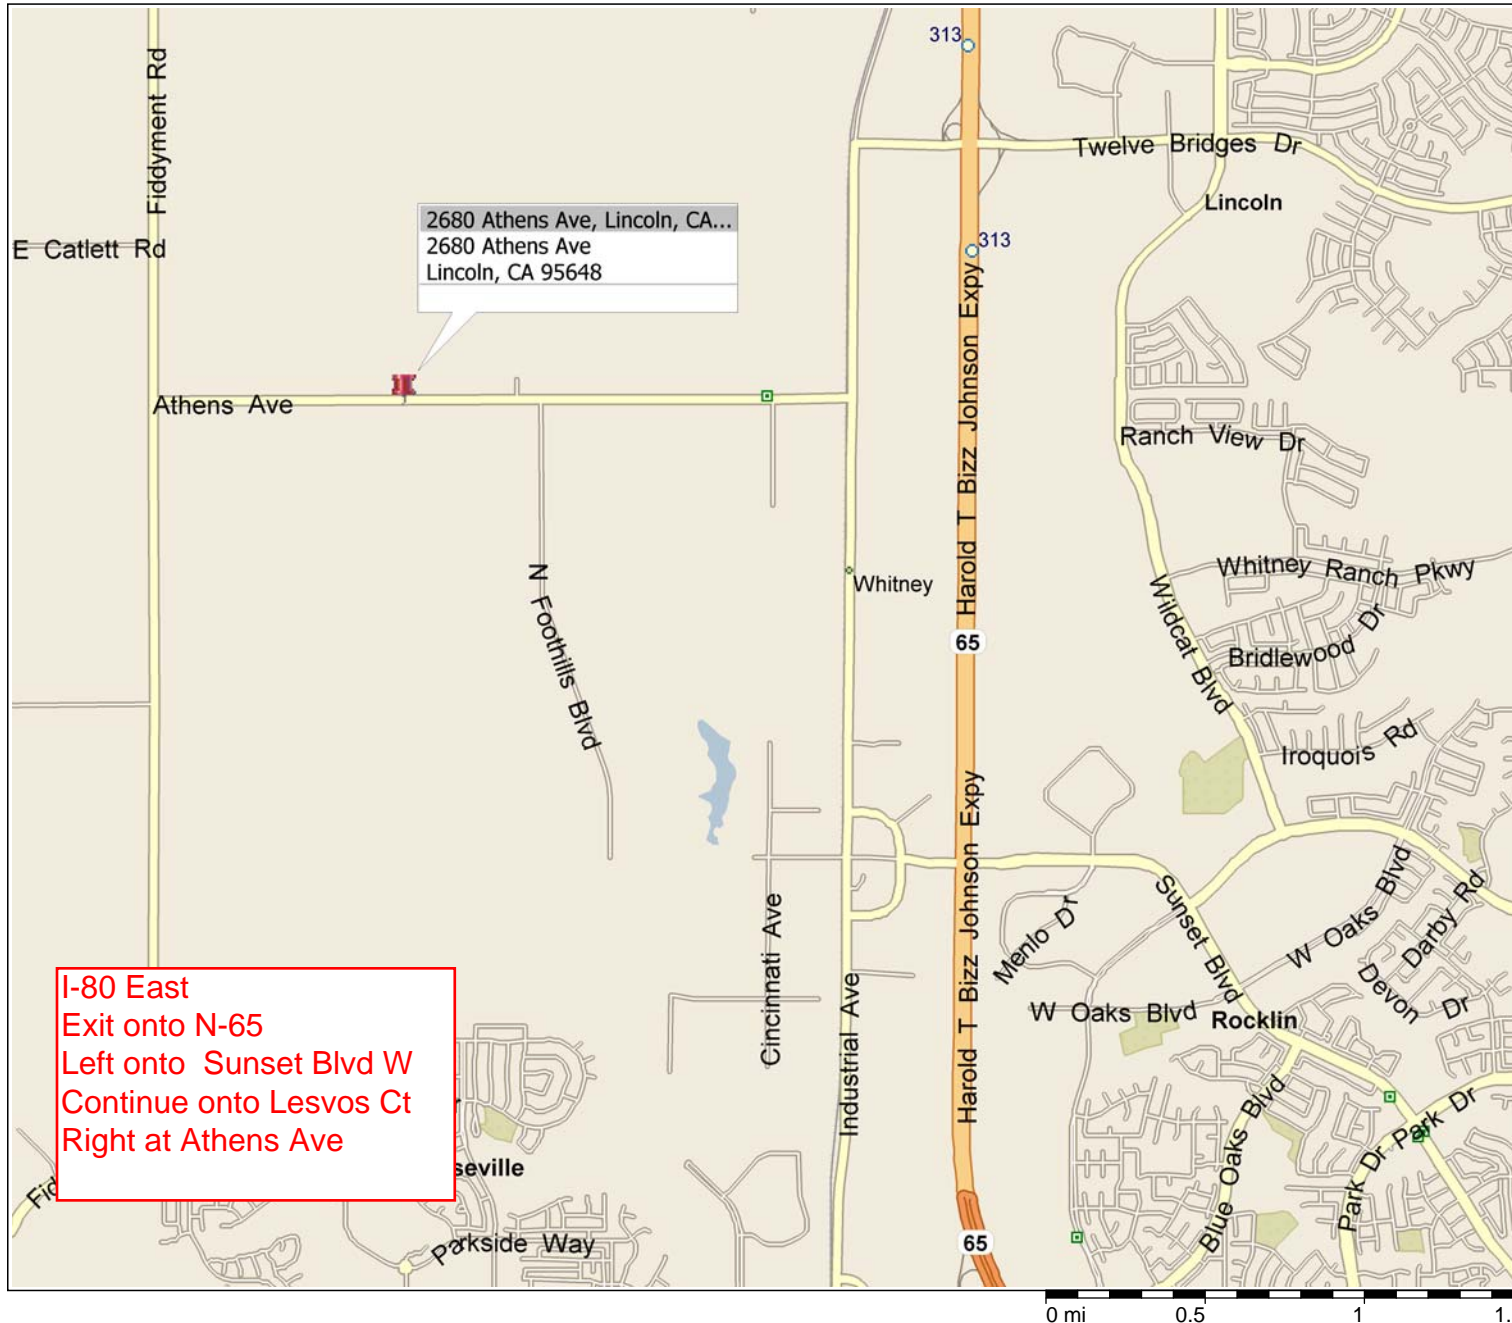 313
Fiddyment Rd
Twelve Bridges Dr
Lincoln
2680 Athens Ave, Lincoln, CA...
2680 Athens Ave
Lincoln, CA 95648
E Catlett Rd
313
Harold T Bizz Johnson Expy
Athens Ave
Ranch View Dr
Whitney Ranch Pkwy
Whitney
N Foothills Blvd
Wildcat Blvd
Bridlewood Dr
65
Iroquois Rd
Harold T Bizz Johnson Expy
Sunset Blvd
W Oaks Blvd
Darby Rd
Devon Dr
Menlo Dr
Cincinnati Ave
Industrial Ave
W Oaks Blvd
Rocklin
I-80 East
Exit onto N-65
Left onto Sunset Blvd W
Continue onto Lesvos Ct
Right at Athens Ave
seville
Fid
Parkside Way
65
Blue Oaks Blvd
Park Dr
Park Dr
0 mi
0.5
1
1.